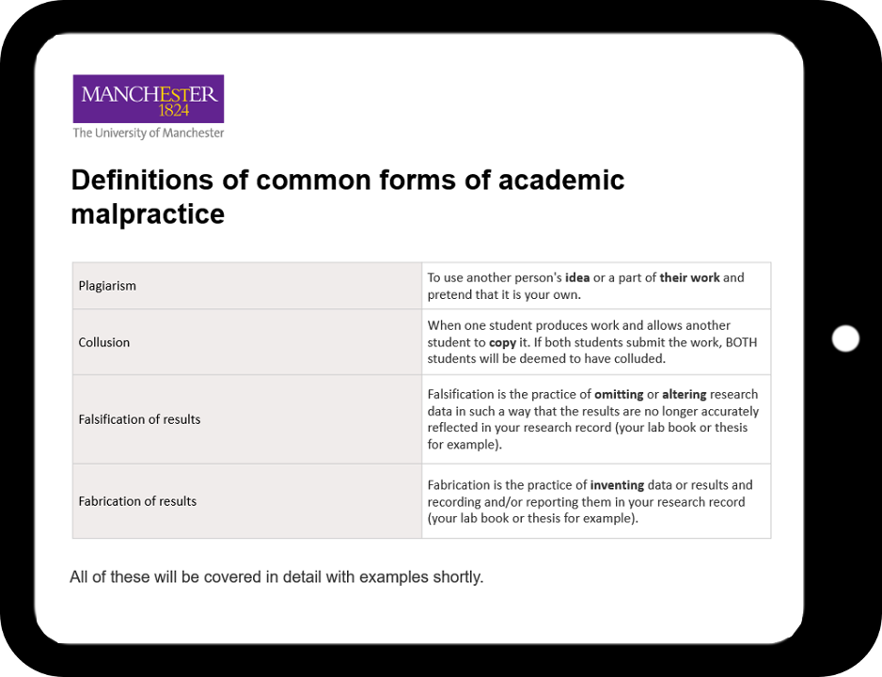 MANCHESTER
1824
The University of Manchester
Definitions of common forms of academic
malpractice
Plagiarism
To use another person's idea or a part of their work and
pretend that it is your own.
Collusion
When one student produces work and allows another
student to copy it. If both students submit the work, BOTH
students will be deemed to have colluded.
Falsification of results
Falsification is the practice of omitting or altering research
data in such a way that the results are no longer accurately
reflected in your research record (your lab book or thesis
for example).
Fabrication of results
Fabrication is the practice of inventing data or results and
recording and/or reporting them in your research record
(your lab book or thesis for example).
All of these will be covered in detail with examples shortly.